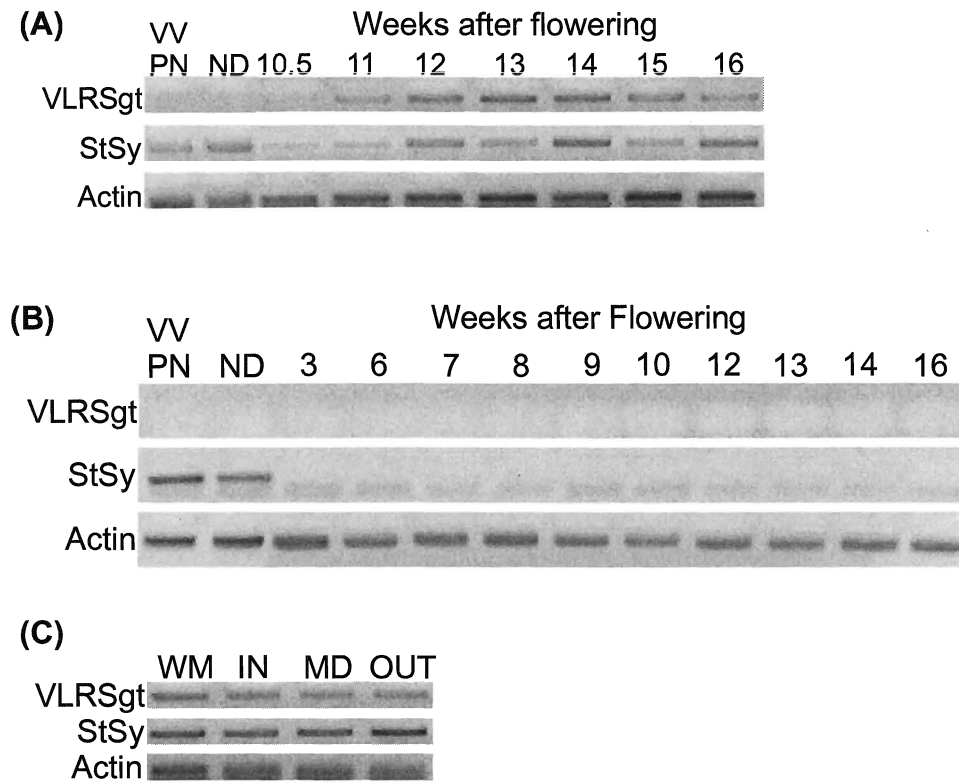 (A)
VV Weeks after flowering
PN ND 10.5 11 12 13 14 15 16
VLRSgt
StSy
Actin
(B)
VV Weeks after Flowering
PN ND 3 6 7 8 9 10 12 13 14 16
VLRSgt
StSy
Actin
(C)
WM IN MD OUT
VLRSgt
StSy
Actin